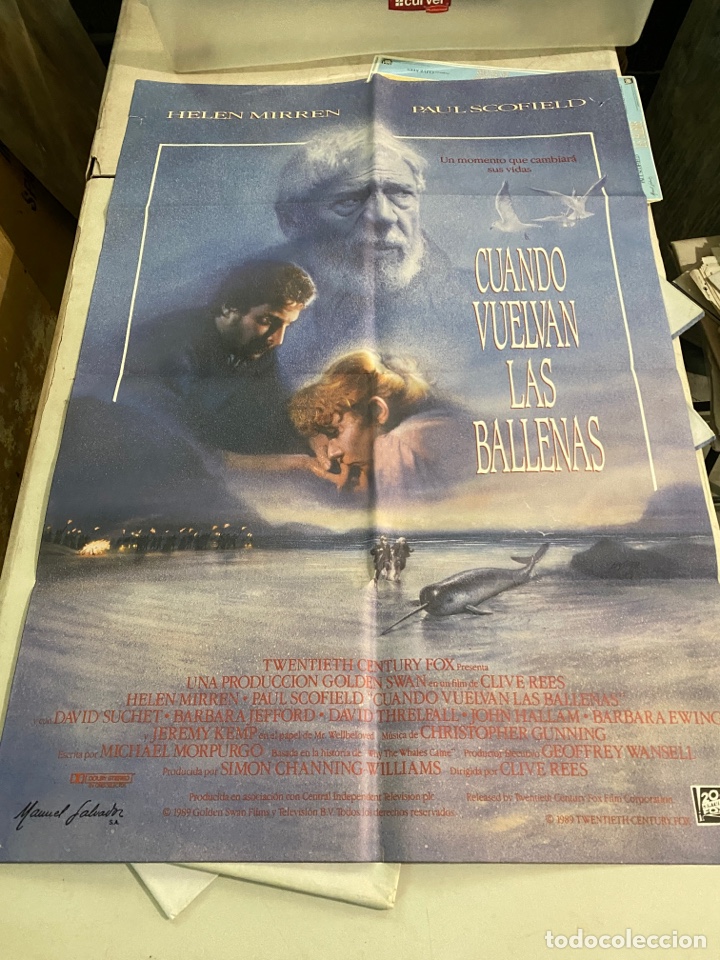 carver
HELEN MIRREN
PAUL SCOFIELD
Un momento que cambiará
sus vidas
CUANDO
VUELVAN
LAS
BALLENAS
TWENTIETH CENTURY FOX Presenta
UNA PRODUCCION GOLDEN SWAN en un film de CLIVE REES
HELEN MIRREN • PAUL SCOFIELD "CUANDO VUELVAN LAS BALLENAS"
y con DAVID SUCHET • BARBARA JEFFORD • DAVID THRELFALL • JOHN HALLAM • BARBARA EWING
y JEREMY KEMP en el papel de Mr. Wellbeloved Música de CHRISTOPHER GUNNING
Escrita por MICHAEL MORPURGO Basada en la historia de "Why The Whales Came" Productor Ejecutivo GEOFFREY WANSELL
Producida por SIMON CHANNING WILLIAMS Dirigida por CLIVE REES
DOLBY STEREO
Producida en asociación con Central Independent Television plc.
Released by Twentieth Century Fox Film Corporation
Manuel Salvador
S.A.
© 1989 Golden Swan Films y Televisión B.V. Todos los derechos reservados.
© 1989 TWENTIETH CENTURY FOX
todocoleccion